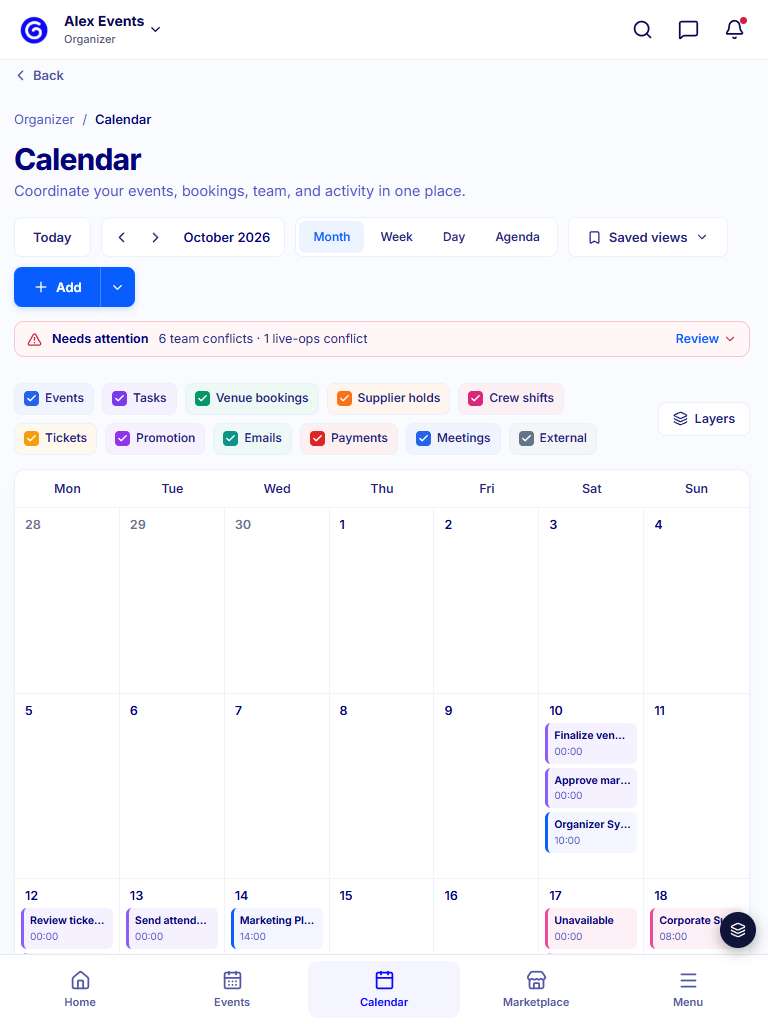 Alex Events
Organizer
Back
Organizer / Calendar
Calendar
Coordinate your events, bookings, team, and activity in one place.
Today
October 2026
Month Week Day Agenda
Saved views
Add
Needs attention 6 team conflicts · 1 live-ops conflict Review
Events Tasks Venue bookings Supplier holds Crew shifts
Tickets Promotion Emails Payments Meetings External
Layers
Mon Tue Wed Thu Fri Sat Sun
28 29 30 1 2 3 4
5 6 7 8 9 10 11
Finalize ven...
00:00
Approve mar...
00:00
Organizer Sy...
10:00
12 13 14 15 16 17 18
Review ticke... Send attend... Marketing Pl... Unavailable Corporate
00:00 00:00 14:00 00:00 08:00
Home Events Calendar Marketplace Menu